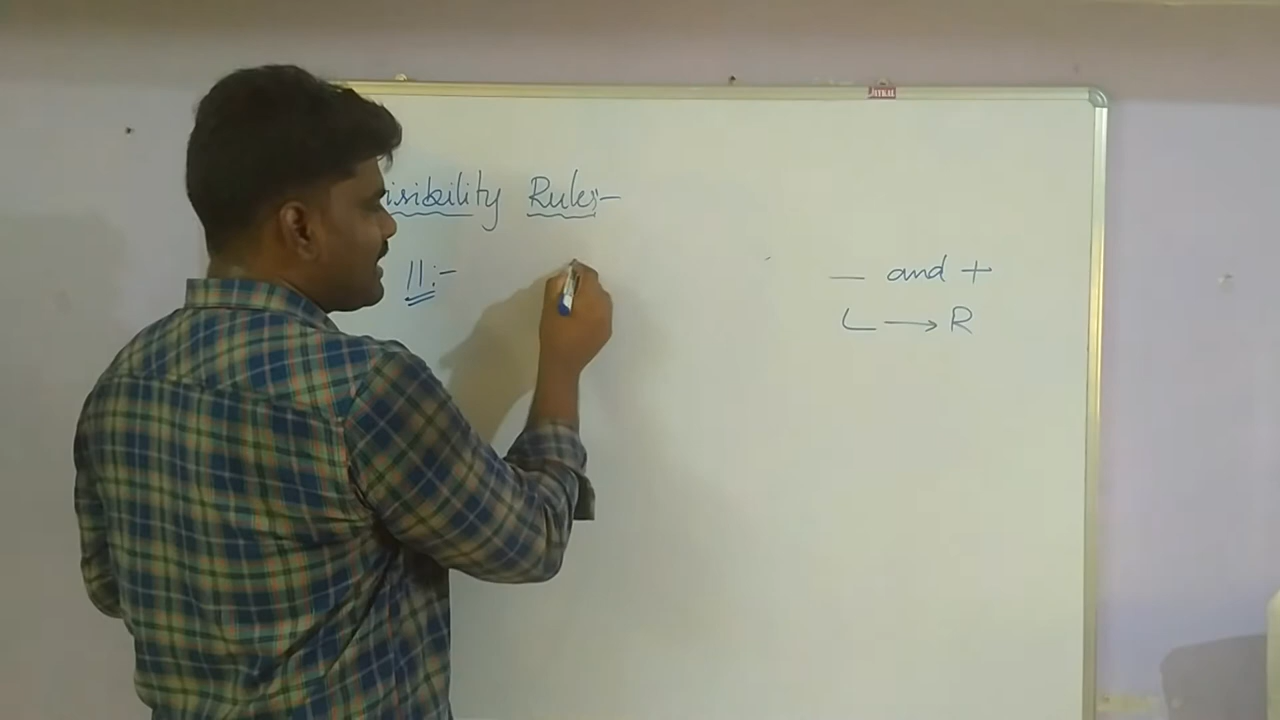 isibility Rules:-
11:-
- and +
L → R